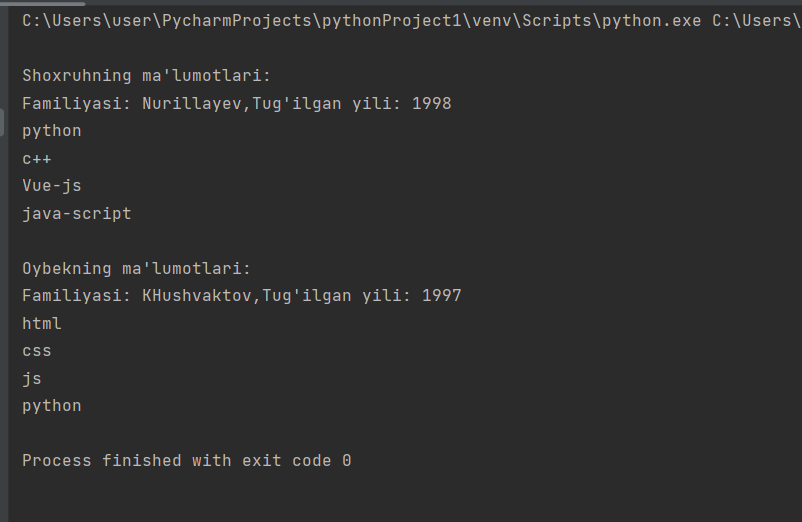 C:\Users\user\PycharmProjects\pythonProject1\venv\Scripts\python.exe C:\Users\
Shoxruhning ma'lumotlari:
Familiyasi: Nurillayev,Tug'ilgan yili: 1998
python
c++
Vue-js
java-script
Oybekning ma'lumotlari:
Familiyasi: KHushvaktov,Tug'ilgan yili: 1997
html
css
js
python
Process finished with exit code 0